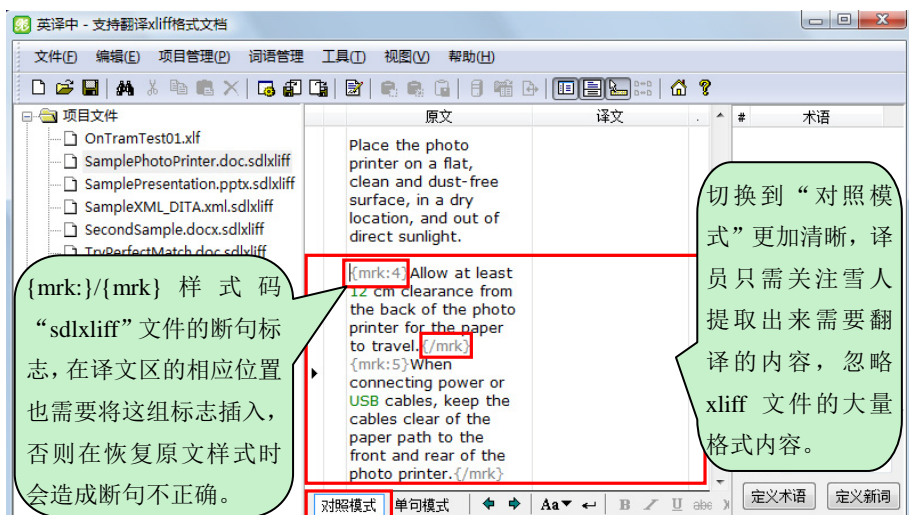 英译中 - 支持翻译xliff格式文档
文件(F) 编辑(E) 项目管理(P) 词语管理 工具(T) 视图(V) 帮助(H)
项目文件
OnTramTest01.xlf
SamplePhotoPrinter.doc.sdlxliff
SamplePresentation.pptx.sdlxliff
SampleXML_DITA.xml.sdlxliff
SecondSample.docx.sdlxliff
TryPerfectMatch.doc.sdlxliff
原文 译文 .
Place the photo
printer on a flat,
clean and dust-free
surface, in a dry
location, and out of
direct sunlight.
{mrk:4}Allow at least
12 cm clearance from
the back of the photo
printer for the paper
to travel.{/mrk}
{mrk:5}When
connecting power or
USB cables, keep the
cables clear of the
paper path to the
front and rear of the
photo printer.{/mrk}
# 术语
{mrk:}/{mrk}样式码
“sdlxliff”文件的断句标
志，在译文区的相应位置
也需要将这组标志插入，
否则在恢复原文样式时
会造成断句不正确。
切换到“对照模
式”更加清晰，译
员只需关注雪人
提取出来需要翻
译的内容，忽略
xliff 文件的大量
格式内容。
对照模式 单句模式 Aa B I U abc
定义术语 定义新词